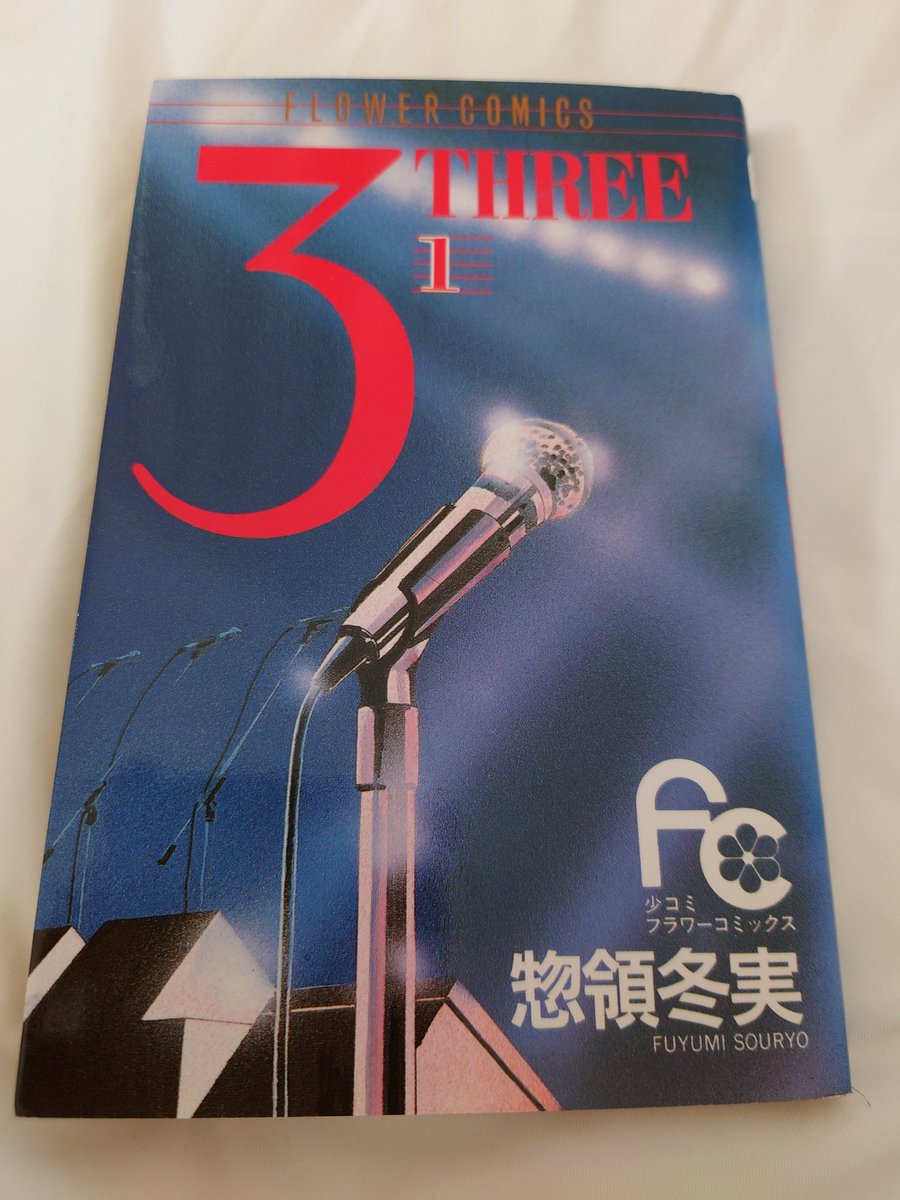 FLOWER COMICS
3 THREE
1
FC
少コミ
フラワーコミックス
惣領冬実
FUYUMI SOURYO